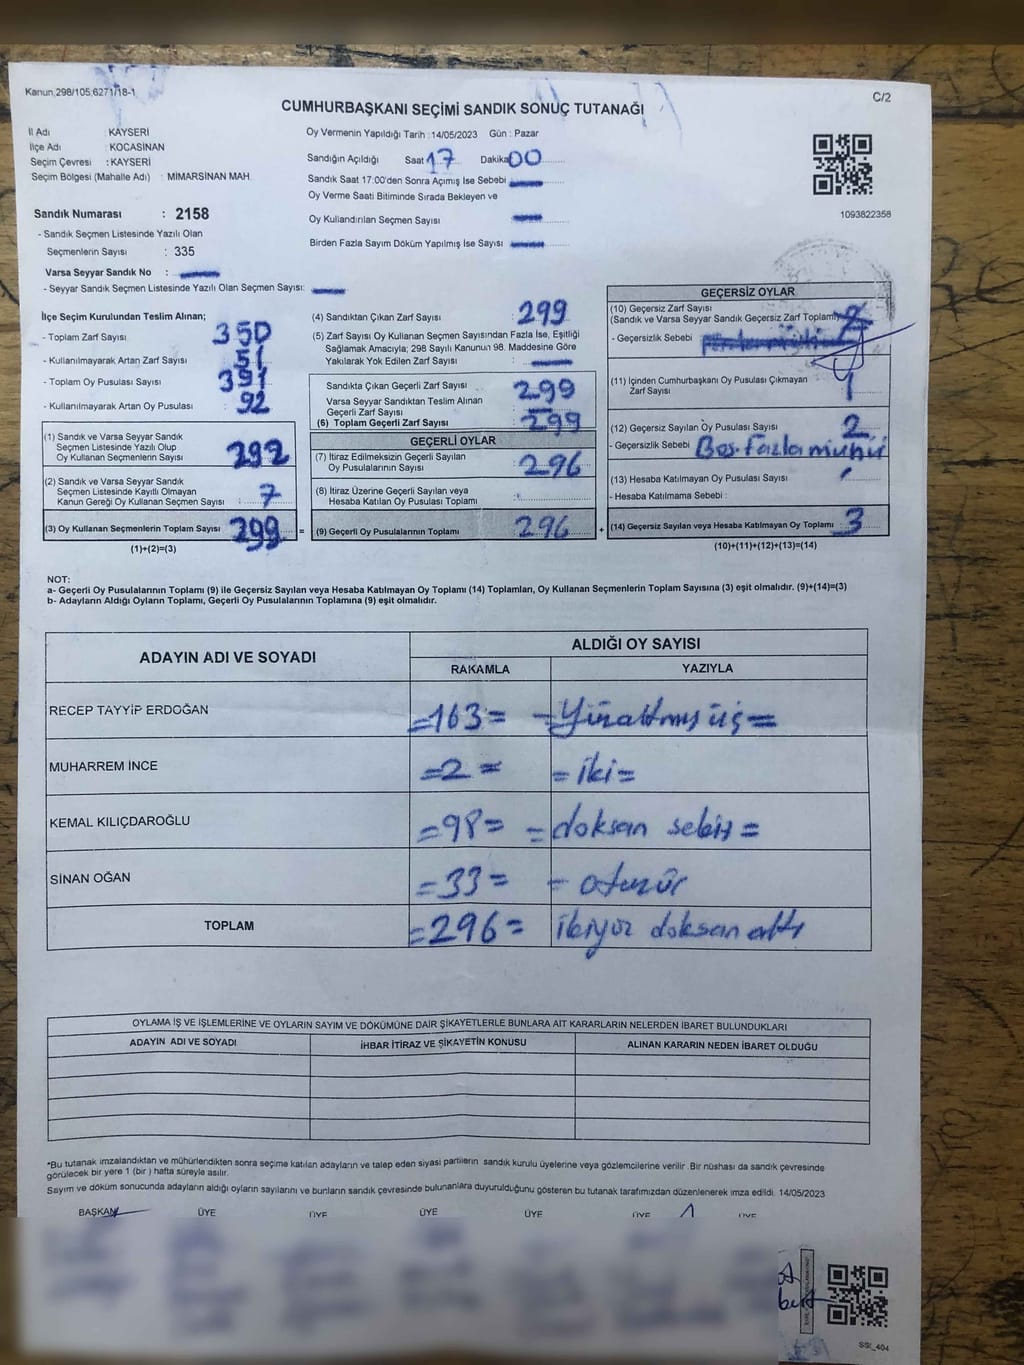 Kanun 298/105,6271/18-1
C/2
CUMHURBAŞKANI SEÇİMİ SANDIK SONUÇ TUTANAĞI
İl Adı : KAYSERİ
İlçe Adı : KOCASİNAN
Seçim Çevresi : KAYSERİ
Seçim Bölgesi (Mahalle Adı) : MİMARSİNAN MAH.
Sandık Numarası : 2158
- Sandık Seçmen Listesinde Yazılı Olan
Seçmenlerin Sayısı : 335
Varsa Seyyar Sandık No :
- Seyyar Sandık Seçmen Listesinde Yazılı Olan Seçmen Sayısı:
Oy Vermenin Yapıldığı Tarih : 14/05/2023 Gün : Pazar
Sandığın Açıldığı Saat 17 Dakika 00
Sandık Saat 17:00'den Sonra Açımış İse Sebebi
Oy Verme Saati Bitiminde Sırada Bekleyen ve
Oy Kullandırılan Seçmen Sayısı
Birden Fazla Sayım Döküm Yapılmış İse Sayısı
1093822358
İlçe Seçim Kurulundan Teslim Alınan;
- Toplam Zarf Sayısı : 350
- Kullanılmayarak Artan Zarf Sayısı : 51
- Toplam Oy Pusulası Sayısı : 391
- Kullanılmayarak Artan Oy Pusulası : 92
(1) Sandık ve Varsa Seyyar Sandık
Seçmen Listesinde Yazılı Olup
Oy Kullanan Seçmenlerin Sayısı : 292
(2) Sandık ve Varsa Seyyar Sandık
Seçmen Listesinde Kayıtlı Olmayan
Kanun Gereği Oy Kullanan Seçmen Sayısı : 7
(3) Oy Kullanan Seçmenlerin Toplam Sayısı : 299 =
(1)+(2)=(3)
(4) Sandıktan Çıkan Zarf Sayısı : 299
(5) Zarf Sayısı Oy Kullanan Seçmen Sayısından Fazla İse, Eşitliği
Sağlamak Amacıyla; 298 Sayılı Kanunun 98. Maddesine Göre
Yakılarak Yok Edilen Zarf Sayısı :
Sandıkta Çıkan Geçerli Zarf Sayısı : 299
Varsa Seyyar Sandıktan Teslim Alınan
Geçerli Zarf Sayısı :
(6) Toplam Geçerli Zarf Sayısı : 299
GEÇERLİ OYLAR
(7) İtiraz Edilmeksizin Geçerli Sayılan
Oy Pusulalarının Sayısı : 296
(8) İtiraz Üzerine Geçerli Sayılan veya
Hesaba Katılan Oy Pusulası Toplamı :
(9) Geçerli Oy Pusulalarının Toplamı : 296 +
GEÇERSİZ OYLAR
(10) Geçersiz Zarf Sayısı
(Sandık ve Varsa Seyyar Sandık Geçersiz Zarf Toplamı)
- Geçersizlik Sebebi :
(11) İçinden Cumhurbaşkanı Oy Pusulası Çıkmayan
Zarf Sayısı : 1
(12) Geçersiz Sayılan Oy Pusulası Sayısı : 2
- Geçersizlik Sebebi : Boş. Fazla mühür
(13) Hesaba Katılmayan Oy Pusulası Sayısı :
- Hesaba Katılmama Sebebi :
(14) Geçersiz Sayılan veya Hesaba Katılmayan Oy Toplamı : 3
(10)+(11)+(12)+(13)=(14)
NOT:
a- Geçerli Oy Pusulalarının Toplamı (9) ile Geçersiz Sayılan veya Hesaba Katılmayan Oy Toplamı (14) Toplamları, Oy Kullanan Seçmenlerin Toplam Sayısına (3) eşit olmalıdır. (9)+(14)=(3)
b- Adayların Aldığı Oyların Toplamı, Geçerli Oy Pusulalarının Toplamına (9) eşit olmalıdır.
ADAYIN ADI VE SOYADI
ALDIĞI OY SAYISI
RAKAMLA YAZIYLA
RECEP TAYYİP ERDOĞAN =163= =Yüzaltmış üç=
MUHARREM İNCE =2= =iki=
KEMAL KILIÇDAROĞLU =98= =doksan sekiz=
SİNAN OĞAN =33= = otuzüç
TOPLAM =296= ikiyüz doksan altı
OYLAMA İŞ VE İŞLEMLERİNE VE OYLARIN SAYIM VE DÖKÜMÜNE DAİR ŞİKAYETLERLE BUNLARA AİT KARARLARIN NELERDEN İBARET BULUNDUKLARI
ADAYIN ADI VE SOYADI İHBAR İTİRAZ VE ŞİKAYETİN KONUSU ALINAN KARARIN NEDEN İBARET OLDUĞU
*Bu tutanak imzalandıktan ve mühürlendikten sonra seçime katılan adayların ve talep eden siyasi partilerin sandık kurulu üyelerine veya gözlemcilerine verilir. Bir nüshası da sandık çevresinde
görülecek bir yere 1 (bir ) hafta süreyle asılır.
Sayım ve döküm sonucunda adayların aldığı oyların sayılarını ve bunların sandık çevresinde bulunanlara duyurulduğunu gösteren bu tutanak tarafımızdan düzenlenerek imza edildi. 14/05/2023
BAŞKAN ÜYE ÜYE ÜYE ÜYE ÜYE ÜYE
SSİ_404